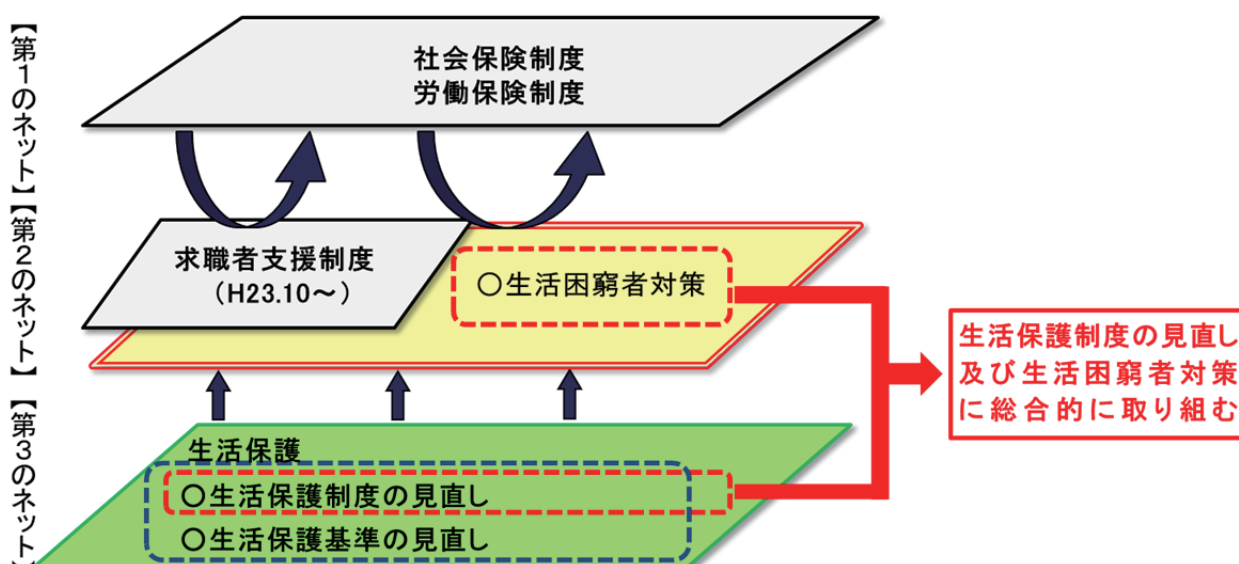 【第1のネット】
社会保険制度
労働保険制度
【第2のネット】
求職者支援制度
（H23.10～）
〇生活困窮者対策
生活保護制度の見直し
及び生活困窮者対策
に総合的に取り組む
【第3のネット】
生活保護
〇生活保護制度の見直し
〇生活保護基準の見直し